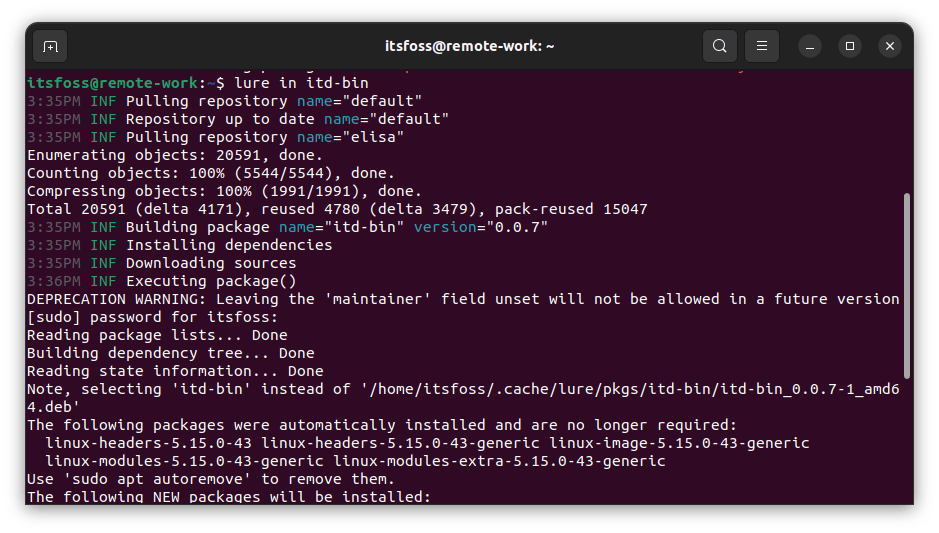 itsfoss@remote-work: ~
itsfoss@remote-work:~$ lure in itd-bin
3:35PM INF Pulling repository name="default"
3:35PM INF Repository up to date name="default"
3:35PM INF Pulling repository name="elisa"
Enumerating objects: 20591, done.
Counting objects: 100% (5544/5544), done.
Compressing objects: 100% (1991/1991), done.
Total 20591 (delta 4171), reused 4780 (delta 3479), pack-reused 15047
3:35PM INF Building package name="itd-bin" version="0.0.7"
3:35PM INF Installing dependencies
3:35PM INF Downloading sources
3:36PM INF Executing package()
DEPRECATION WARNING: Leaving the 'maintainer' field unset will not be allowed in a future version
[sudo] password for itsfoss:
Reading package lists... Done
Building dependency tree... Done
Reading state information... Done
Note, selecting 'itd-bin' instead of '/home/itsfoss/.cache/lure/pkgs/itd-bin/itd-bin_0.0.7-1_amd6
4.deb'
The following packages were automatically installed and are no longer required:
  linux-headers-5.15.0-43 linux-headers-5.15.0-43-generic linux-image-5.15.0-43-generic
  linux-modules-5.15.0-43-generic linux-modules-extra-5.15.0-43-generic
Use 'sudo apt autoremove' to remove them.
The following NEW packages will be installed: